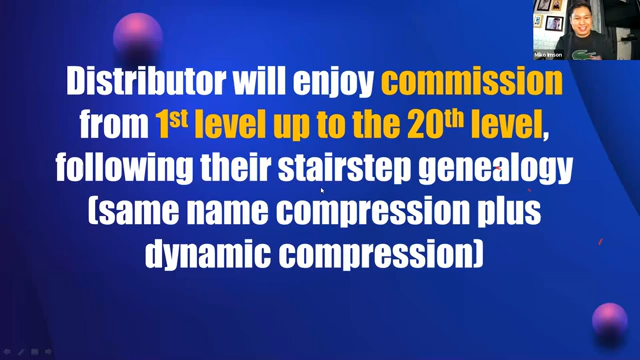 Distributor will enjoy commission
from 1st level up to the 20th level,
following their stairstep genealogy
(same name compression plus
dynamic compression)